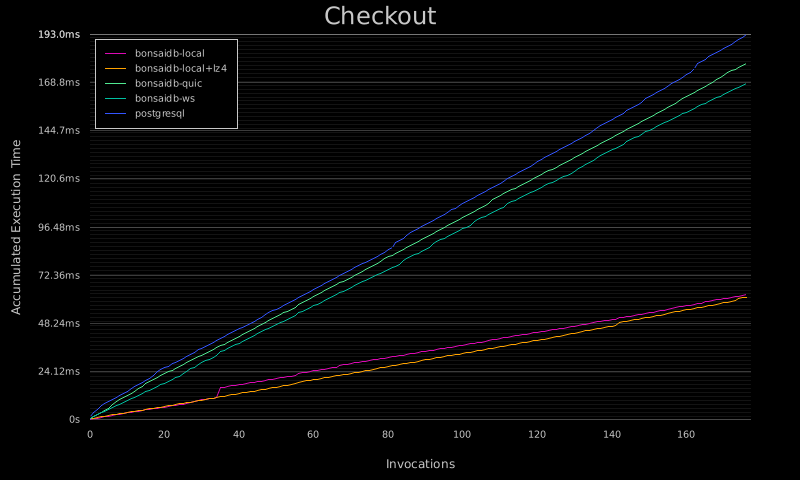 Checkout
193.0ms
168.8ms
144.7ms
120.6ms
96.48ms
72.36ms
48.24ms
24.12ms
0s
bonsaidb-local
bonsaidb-local+lz4
bonsaidb-quic
bonsaidb-ws
postgresql
Accumulated Execution Time
0 20 40 60 80 100 120 140 160
Invocations